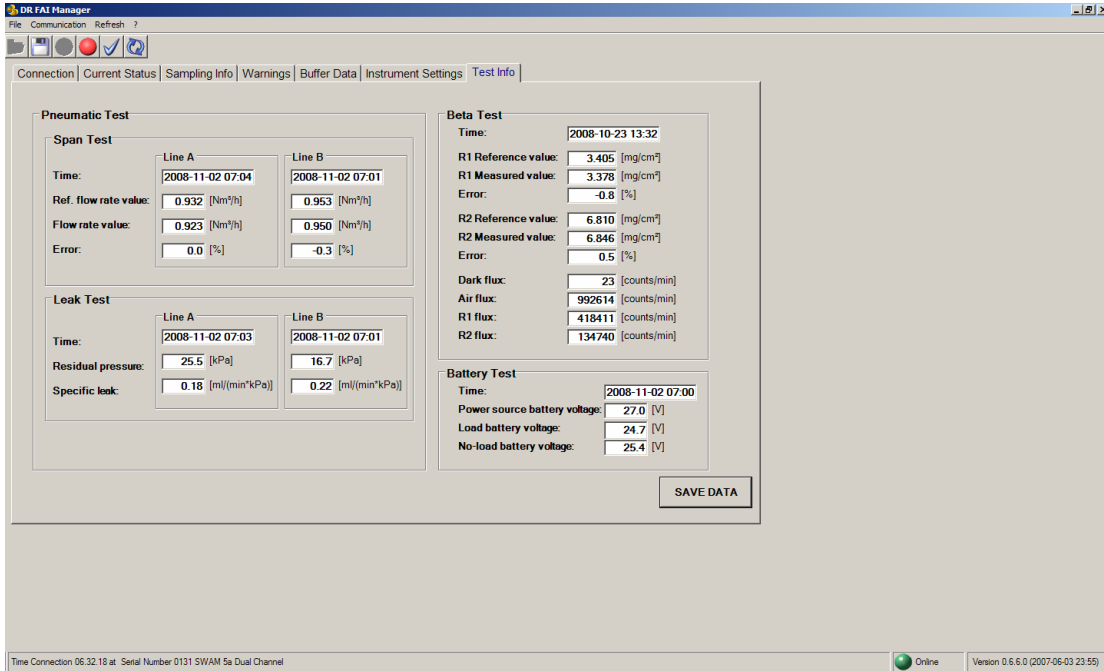 DR FAI Manager
File Communication Refresh ?
Connection Current Status Sampling Info Warnings Buffer Data Instrument Settings Test Info
Pneumatic Test
Span Test
Line A Line B
Time: 2008-11-02 07:04 2008-11-02 07:01
Ref. flow rate value: 0.932 [Nm³/h] 0.953 [Nm³/h]
Flow rate value: 0.923 [Nm³/h] 0.950 [Nm³/h]
Error: 0.0 [%] -0.3 [%]
Leak Test
Line A Line B
Time: 2008-11-02 07:03 2008-11-02 07:01
Residual pressure: 25.5 [kPa] 16.7 [kPa]
Specific leak: 0.18 [ml/(min*kPa)] 0.22 [ml/(min*kPa)]
Beta Test
Time: 2008-10-23 13:32
R1 Reference value: 3.405 [mg/cm²]
R1 Measured value: 3.378 [mg/cm²]
Error: -0.8 [%]
R2 Reference value: 6.810 [mg/cm²]
R2 Measured value: 6.846 [mg/cm²]
Error: 0.5 [%]
Dark flux: 23 [counts/min]
Air flux: 992614 [counts/min]
R1 flux: 418411 [counts/min]
R2 flux: 134740 [counts/min]
Battery Test
Time: 2008-11-02 07:00
Power source battery voltage: 27.0 [V]
Load battery voltage: 24.7 [V]
No-load battery voltage: 25.4 [V]
SAVE DATA
Time Connection 06.32.18 at Serial Number 0131 SWAM 5a Dual Channel Online Version 0.6.6.0 (2007-06-03 23:55)